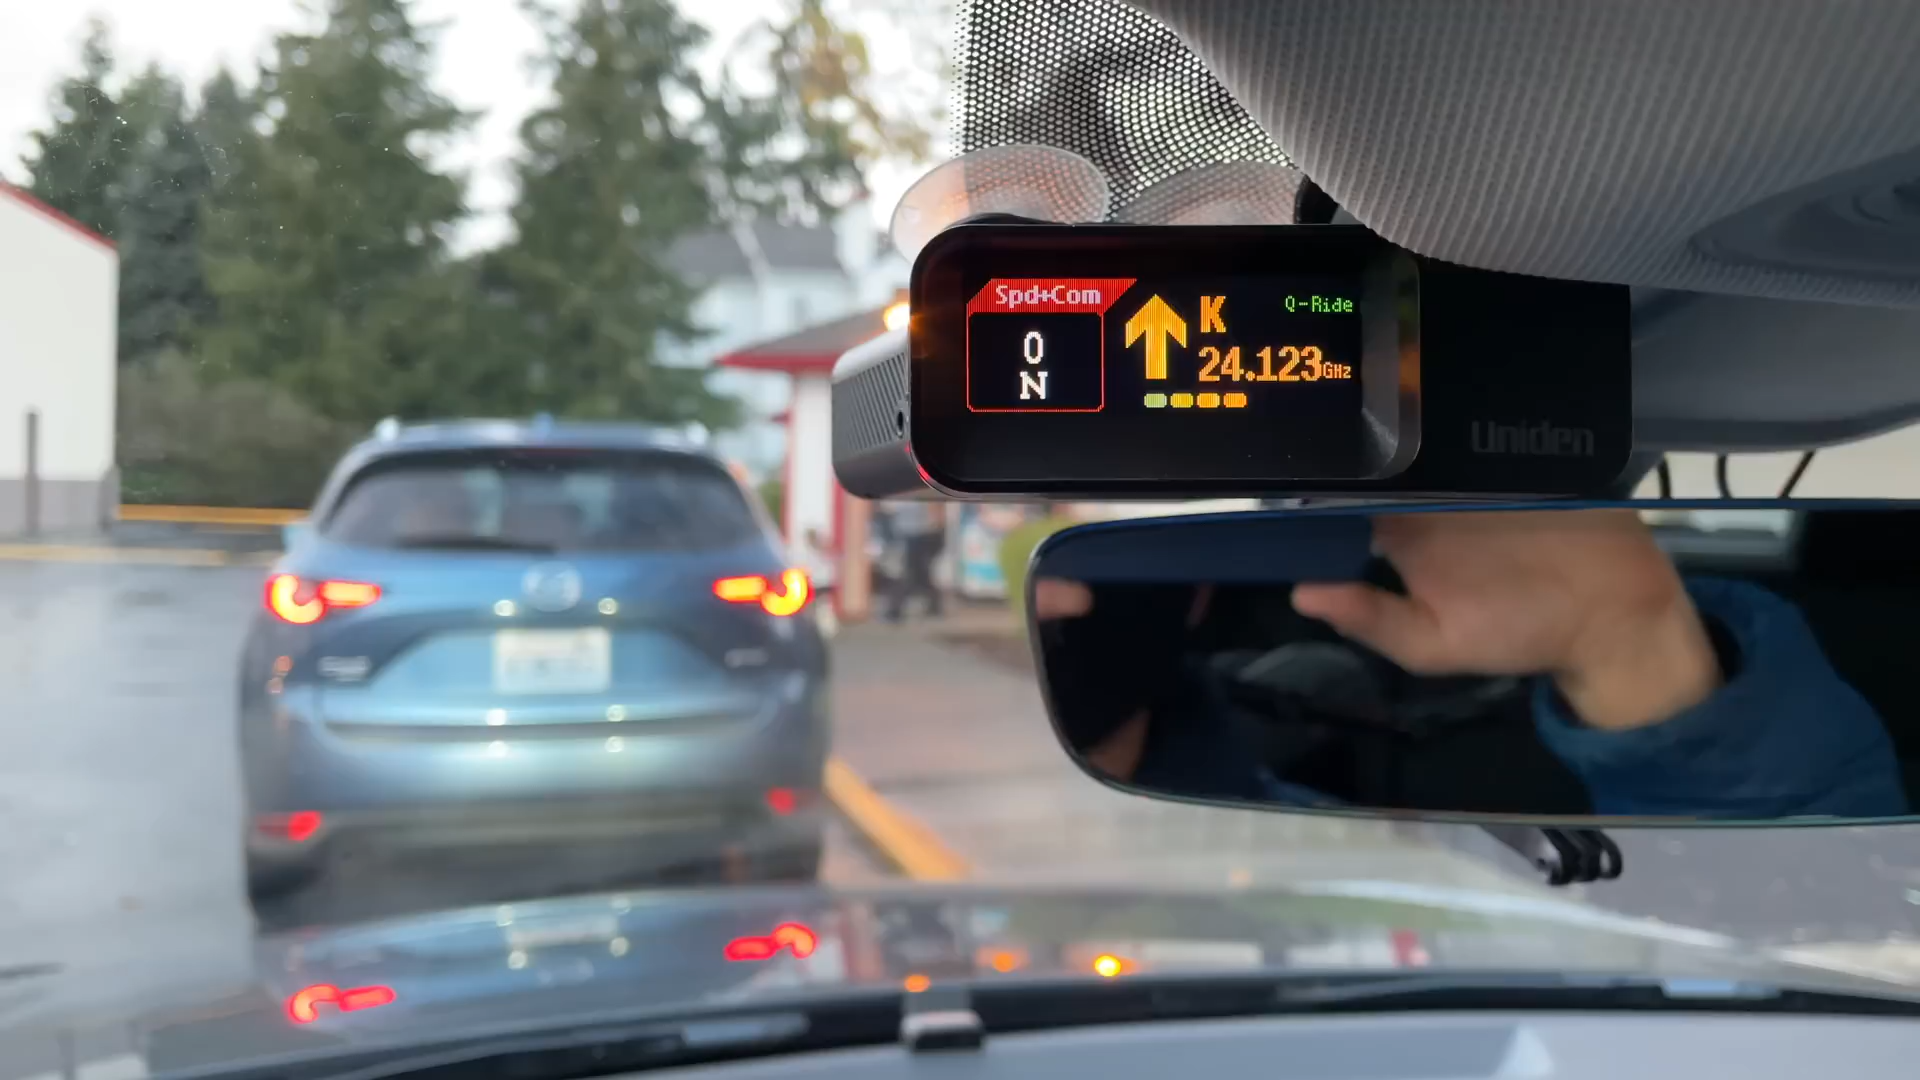 Spd+Com
0
N
K
Q-Ride
24.123GHz
Uniden